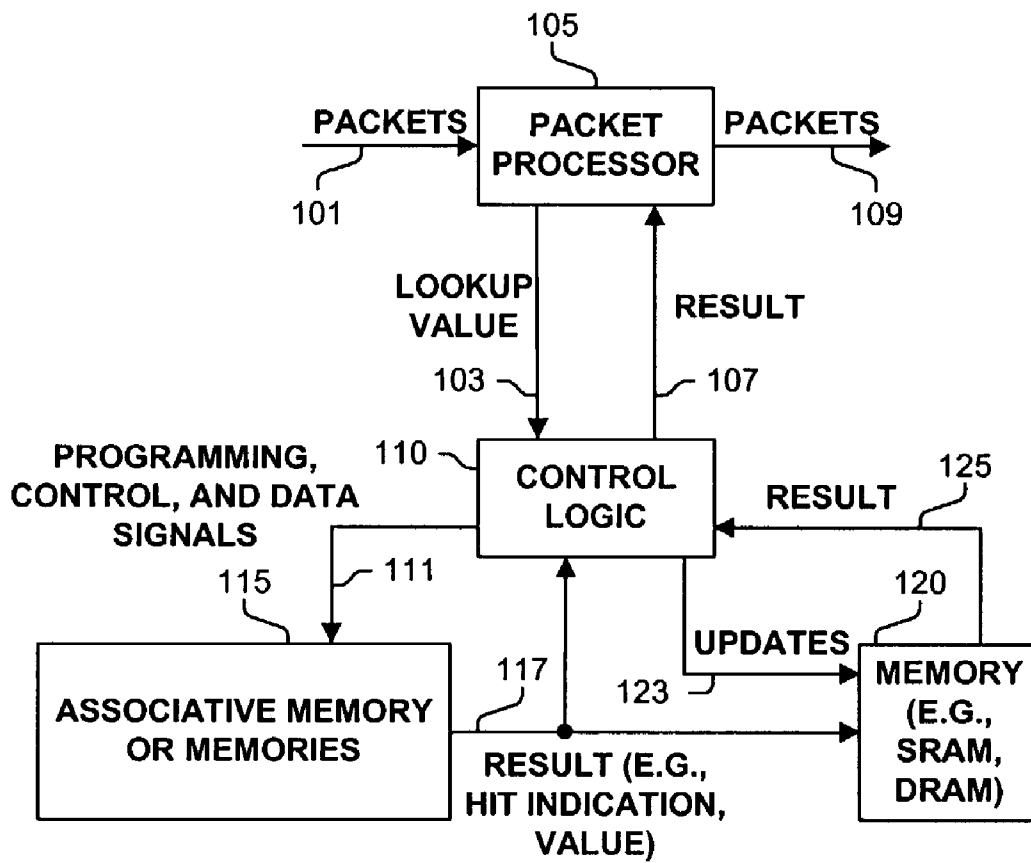 105
PACKETS
PACKET
PROCESSOR
PACKETS
101
109
LOOKUP
VALUE
RESULT
103
107
110
CONTROL
LOGIC
PROGRAMMING,
CONTROL, AND DATA
SIGNALS
RESULT
125
111
115
120
UPDATES
123
ASSOCIATIVE MEMORY
OR MEMORIES
117
MEMORY
(E.G.,
SRAM,
DRAM)
RESULT (E.G.,
HIT INDICATION,
VALUE)